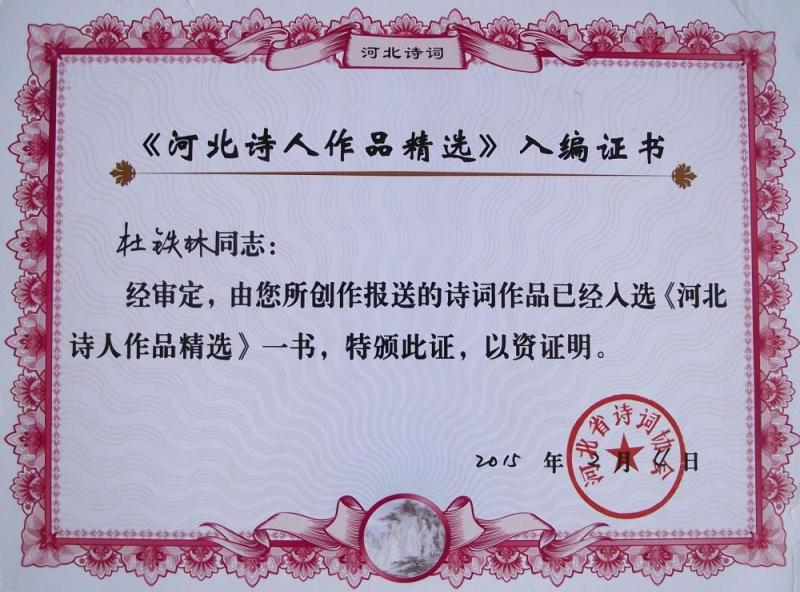 河北诗词
《河北诗人作品精选》入编证书
杜铁林同志：
经审定，由您所创作报送的诗词作品已经入选《河北
诗人作品精选》一书，特颁此证，以资证明。
河北省诗词协会
2015 年 2 月 日